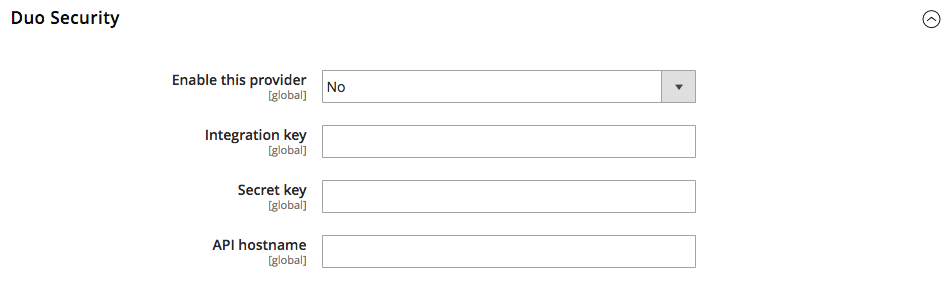 Duo Security
Enable this provider
[global]
No
Integration key
[global]
Secret key
[global]
API hostname
[global]